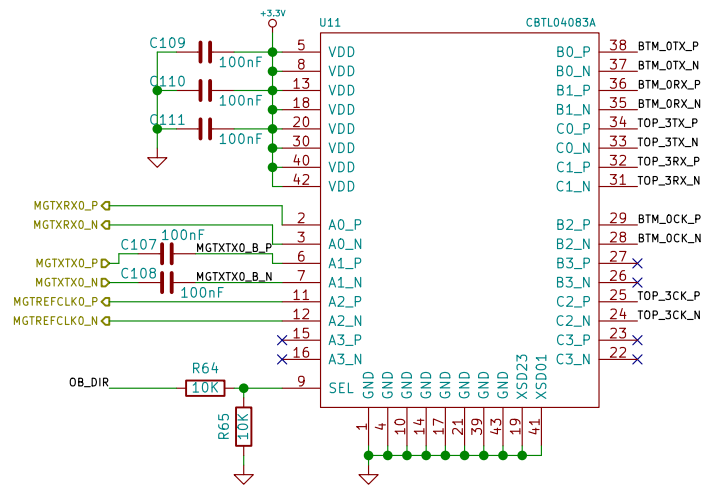 +3.3V
U11
CBTL04083A
C109
100nF
5
VDD
B0_P
38
BTM_0TX_P
8
VDD
B0_N
37
BTM_0TX_N
C110
100nF
13
VDD
B1_P
36
BTM_0RX_P
18
VDD
B1_N
35
BTM_0RX_N
C111
100nF
20
VDD
C0_P
34
TOP_3TX_P
30
VDD
C0_N
33
TOP_3TX_N
40
VDD
C1_P
32
TOP_3RX_P
42
VDD
C1_N
31
TOP_3RX_N
MGTXRX0_P
2
A0_P
B2_P
29
BTM_0CK_P
MGTXRX0_N
3
A0_N
B2_N
28
BTM_0CK_N
100nF
C107
MGTXTX0_B_P
MGTXTX0_P
6
A1_P
B3_P
27
C108
MGTXTX0_B_N
MGTXTX0_N
7
A1_N
B3_N
26
100nF
MGTREFCLK0_P
11
A2_P
C2_P
25
TOP_3CK_P
MGTREFCLK0_N
12
A2_N
C2_N
24
TOP_3CK_N
15
A3_P
C3_P
23
16
A3_N
C3_N
22
OB_DIR
R64
10K
9
SEL
R65
10K
GND
GND
GND
GND
GND
GND
GND
GND
XSD23
XSD01
1
4
10
14
17
21
39
43
19
41